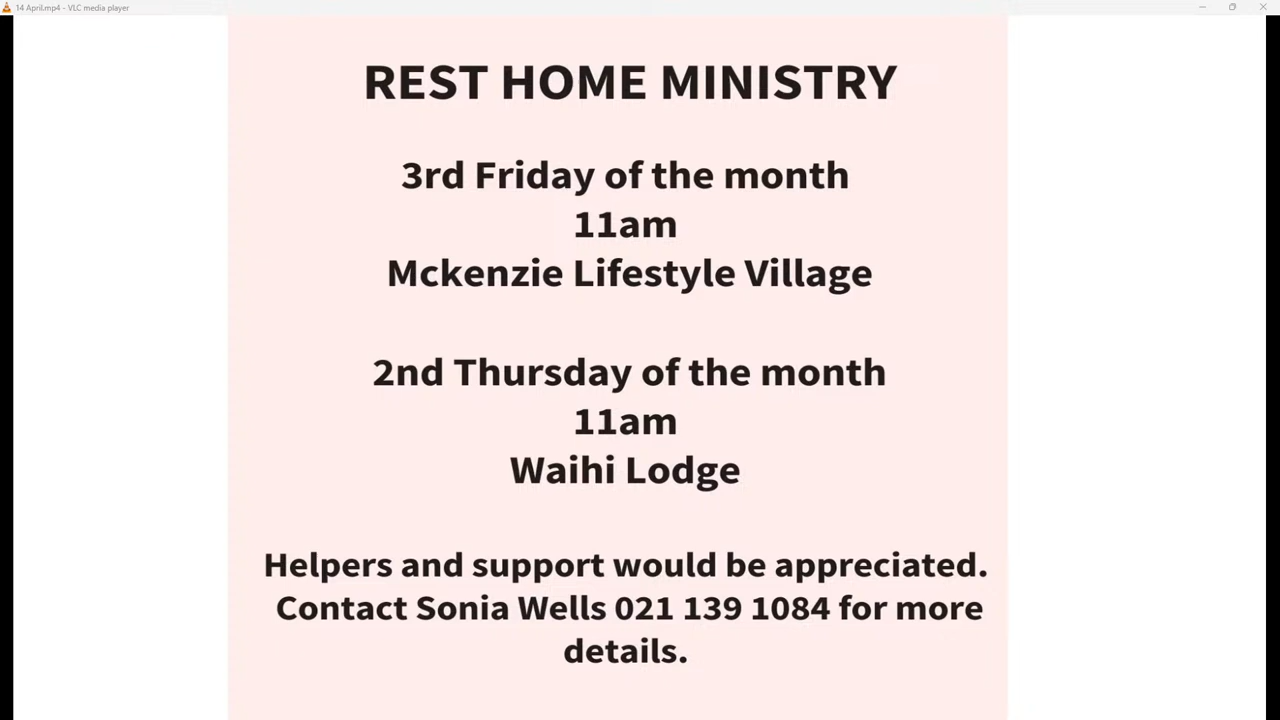 14 April.mp4 - VLC media player
REST HOME MINISTRY
3rd Friday of the month
11am
Mckenzie Lifestyle Village
2nd Thursday of the month
11am
Waihi Lodge
Helpers and support would be appreciated.
Contact Sonia Wells 021 139 1084 for more
details.